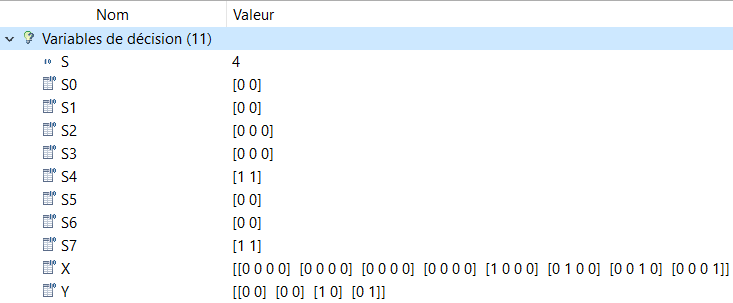 Nom Valeur
Variables de décision (11)
S 4
S0 [0 0]
S1 [0 0]
S2 [0 0 0]
S3 [0 0 0]
S4 [1 1]
S5 [0 0]
S6 [0 0]
S7 [1 1]
X [[0 0 0 0] [0 0 0 0] [0 0 0 0] [0 0 0 0] [1 0 0 0] [0 1 0 0] [0 0 1 0] [0 0 0 1]]
Y [[0 0] [0 0] [1 0] [0 1]]